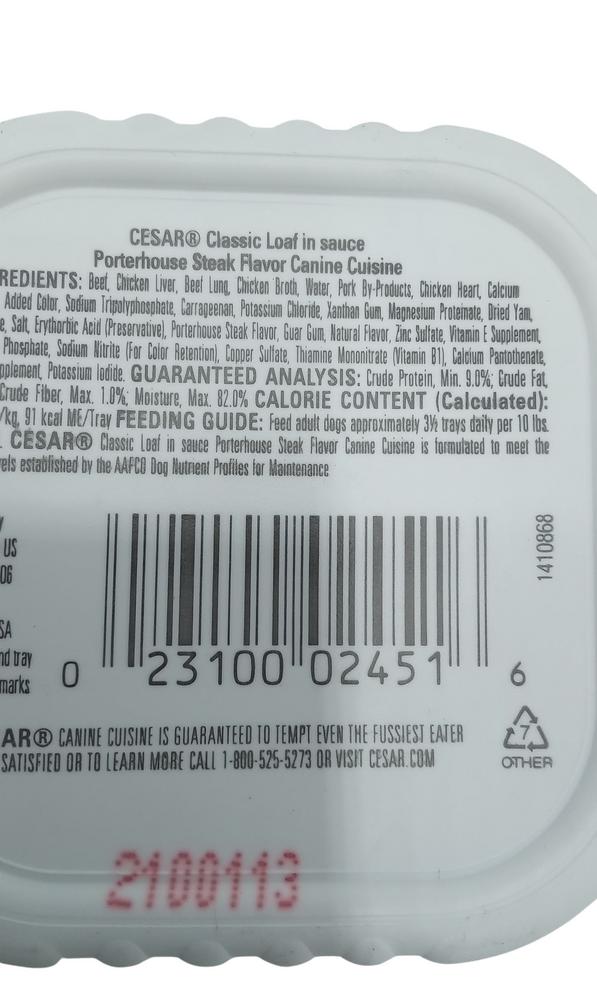 CESAR® Classic Loaf in sauce
Porterhouse Steak Flavor Canine Cuisine
REDIENTS: Beef, Chicken Liver, Beef Lung, Chicken Broth, Water, Pork By-Products, Chicken Heart, Calcium
Added Color, Sodium Tripolyphosphate, Carrageenan, Potassium Chloride, Xanthan Gum, Magnesium Proteinate, Dried Yam,
e, Salt, Erythorbic Acid (Preservative), Porterhouse Steak Flavor, Guar Gum, Natural Flavor, Zinc Sulfate, Vitamin E Supplement,
Phosphate, Sodium Nitrite (For Color Retention), Copper Sulfate, Thiamine Mononitrate (Vitamin B1), Calcium Pantothenate,
pplement, Potassium Iodide. GUARANTEED ANALYSIS: Crude Protein, Min. 9.0%; Crude Fat,
Crude Fiber, Max. 1.0%; Moisture, Max. 82.0% CALORIE CONTENT (Calculated):
/kg, 91 kcal ME/Tray FEEDING GUIDE: Feed adult dogs approximately 3½ trays daily per 10 lbs.
CESAR® Classic Loaf in sauce Porterhouse Steak Flavor Canine Cuisine is formulated to meet the
vels established by the AAFCO Dog Nutrient Profiles for Maintenance
y
US
06
SA
nd tray
marks
1410868
0 23100 02451 6
7
OTHER
AR® CANINE CUISINE IS GUARANTEED TO TEMPT EVEN THE FUSSIEST EATER
SATISFIED OR TO LEARN MORE CALL 1-800-525-5273 OR VISIT CESAR.COM
2100113